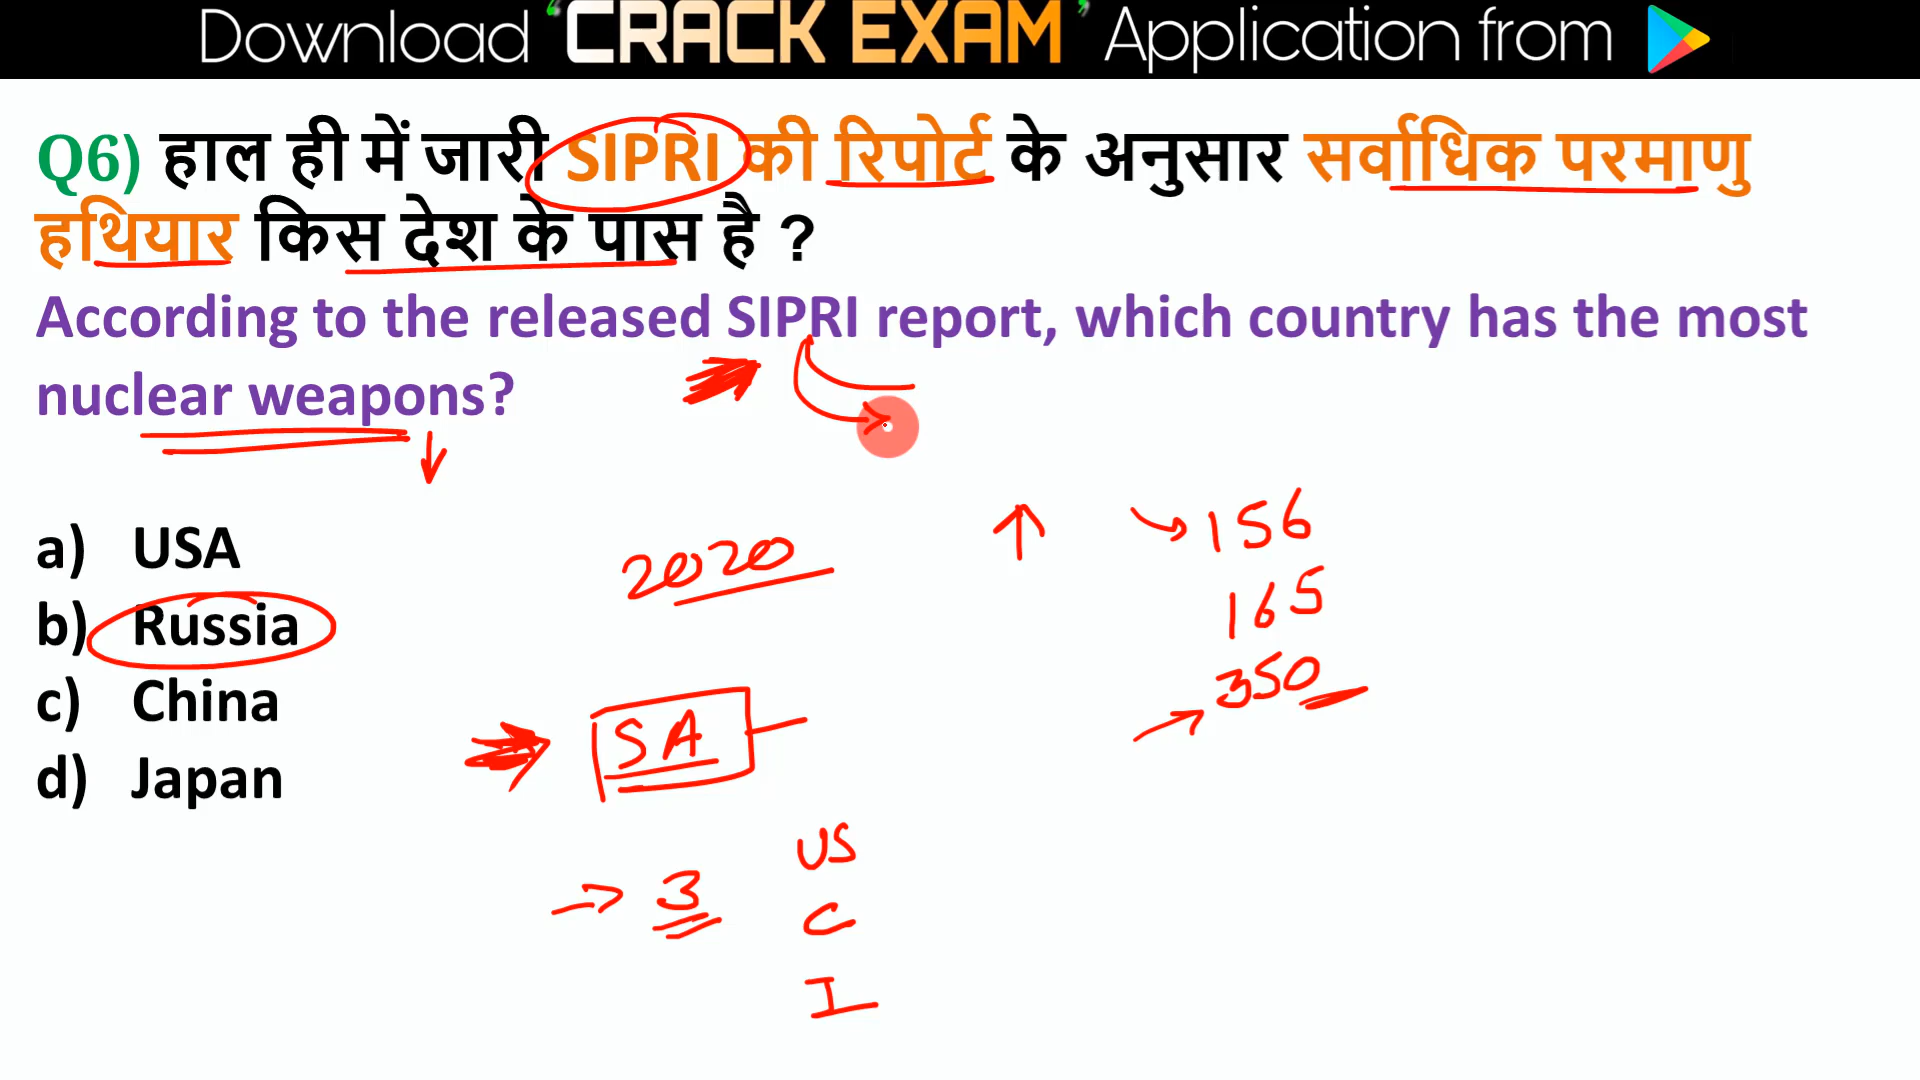 Download 'CRACK EXAM' Application from
Q6) हाल ही में जारी SIPRI की रिपोर्ट के अनुसार सर्वाधिक परमाणु
हथियार किस देश के पास है ?
According to the released SIPRI report, which country has the most
nuclear weapons?
a) USA
b) Russia
c) China
d) Japan
2020
156
165
350
SA
3
US
C
I